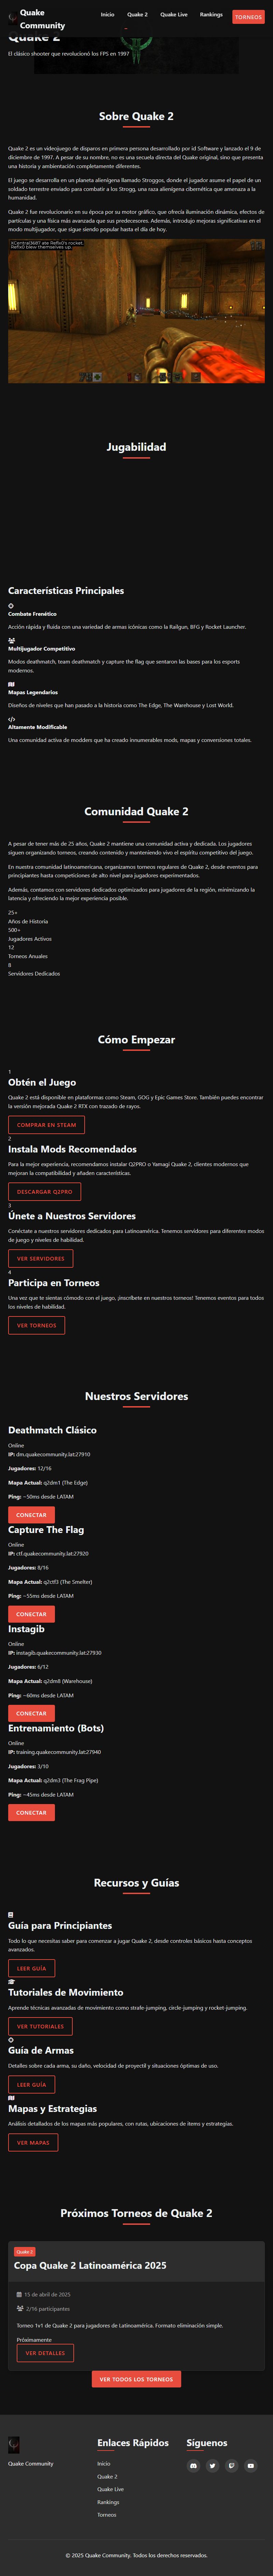 Quake
Community
Inicio
Quake 2
Quake Live
Rankings
TORNEOS
Quake 2
El clásico shooter que revolucionó los FPS en 1997
Sobre Quake 2
Quake 2 es un videojuego de disparos en primera persona desarrollado por id Software y lanzado el 9 de
diciembre de 1997. A pesar de su nombre, no es una secuela directa del Quake original, sino que presenta
una historia y ambientación completamente diferentes.
El juego se desarrolla en un planeta alienígena llamado Stroggos, donde el jugador asume el papel de un
soldado terrestre enviado para combatir a los Strogg, una raza alienígena cibernética que amenaza a la
humanidad.
Quake 2 fue revolucionario en su época por su motor gráfico, que ofrecía iluminación dinámica, efectos de
partículas y una física más avanzada que sus predecesores. Además, introdujo mejoras significativas en el
modo multijugador, que sigue siendo popular hasta el día de hoy.
XCentral3687 ate Refix0's rocket.
Refix0 blew themselves up.
Jugabilidad
Características Principales
Combate Frenético
Acción rápida y fluida con una variedad de armas icónicas como la Railgun, BFG y Rocket Launcher.
Multijugador Competitivo
Modos deathmatch, team deathmatch y capture the flag que sentaron las bases para los esports
modernos.
Mapas Legendarios
Diseños de niveles que han pasado a la historia como The Edge, The Warehouse y Lost World.
Altamente Modificable
Una comunidad activa de modders que ha creado innumerables mods, mapas y conversiones totales.
Comunidad Quake 2
A pesar de tener más de 25 años, Quake 2 mantiene una comunidad activa y dedicada. Los jugadores
siguen organizando torneos, creando contenido y manteniendo vivo el espíritu competitivo del juego.
En nuestra comunidad latinoamericana, organizamos torneos regulares de Quake 2, desde eventos para
principiantes hasta competiciones de alto nivel para jugadores experimentados.
Además, contamos con servidores dedicados optimizados para jugadores de la región, minimizando la
latencia y ofreciendo la mejor experiencia posible.
25+
Años de Historia
500+
Jugadores Activos
12
Torneos Anuales
8
Servidores Dedicados
Cómo Empezar
1
Obtén el Juego
Quake 2 está disponible en plataformas como Steam, GOG y Epic Games Store. También puedes encontrar
la versión mejorada Quake 2 RTX con trazado de rayos.
COMPRAR EN STEAM
2
Instala Mods Recomendados
Para la mejor experiencia, recomendamos instalar Q2PRO o Yamagi Quake 2, clientes modernos que
mejoran la compatibilidad y añaden características.
DESCARGAR Q2PRO
3
Únete a Nuestros Servidores
Conéctate a nuestros servidores dedicados para Latinoamérica. Tenemos servidores para diferentes modos
de juego y niveles de habilidad.
VER SERVIDORES
4
Participa en Torneos
Una vez que te sientas cómodo con el juego, ¡inscríbete en nuestros torneos! Tenemos eventos para todos
los niveles de habilidad.
VER TORNEOS
Nuestros Servidores
Deathmatch Clásico
Online
IP: dm.quakecommunity.lat:27910
Jugadores: 12/16
Mapa Actual: q2dm1 (The Edge)
Ping: ~50ms desde LATAM
CONECTAR
Capture The Flag
Online
IP: ctf.quakecommunity.lat:27920
Jugadores: 8/16
Mapa Actual: q2ctf3 (The Smelter)
Ping: ~55ms desde LATAM
CONECTAR
Instagib
Online
IP: instagib.quakecommunity.lat:27930
Jugadores: 6/12
Mapa Actual: q2dm8 (Warehouse)
Ping: ~60ms desde LATAM
CONECTAR
Entrenamiento (Bots)
Online
IP: training.quakecommunity.lat:27940
Jugadores: 3/10
Mapa Actual: q2dm3 (The Frag Pipe)
Ping: ~45ms desde LATAM
CONECTAR
Recursos y Guías
Guía para Principiantes
Todo lo que necesitas saber para comenzar a jugar Quake 2, desde controles básicos hasta conceptos
avanzados.
LEER GUÍA
Tutoriales de Movimiento
Aprende técnicas avanzadas de movimiento como strafe-jumping, circle-jumping y rocket-jumping.
VER TUTORIALES
Guía de Armas
Detalles sobre cada arma, su daño, velocidad de proyectil y situaciones óptimas de uso.
LEER GUÍA
Mapas y Estrategias
Análisis detallados de los mapas más populares, con rutas, ubicaciones de ítems y estrategias.
VER MAPAS
Próximos Torneos de Quake 2
Quake 2
Copa Quake 2 Latinoamérica 2025
15 de abril de 2025
2/16 participantes
Torneo 1v1 de Quake 2 para jugadores de Latinoamérica. Formato eliminación simple.
Próximamente
VER DETALLES
VER TODOS LOS TORNEOS
Quake Community
Enlaces Rápidos
Inicio
Quake 2
Quake Live
Rankings
Torneos
Síguenos
© 2025 Quake Community. Todos los derechos reservados.